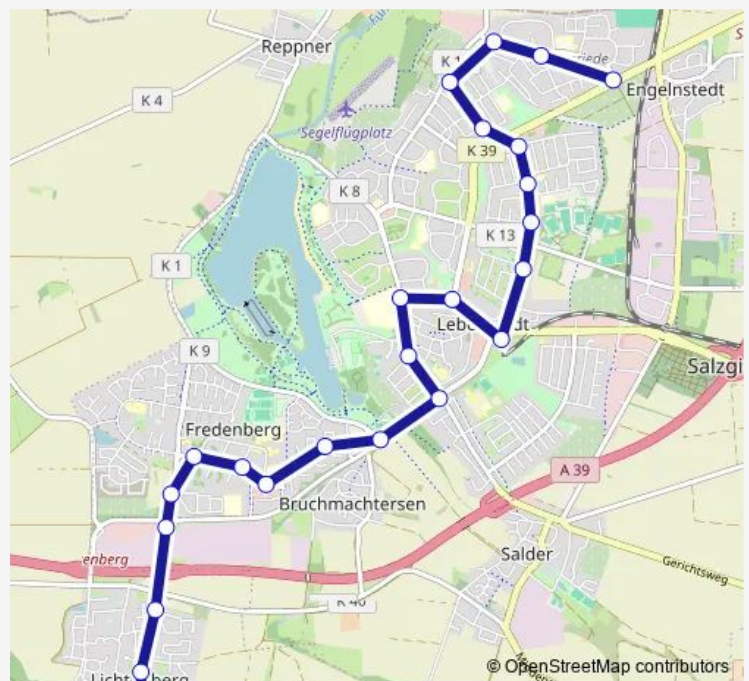 Reppner
K 1
riede
Engelnstedt
K 4
Segelflugplatz
K 39
K 8
K 13
K 1
K 9
Salzgi
Fredenberg
A 39
Bruchmachtersen
Salder
enberg
Gerichtsweg
© OpenStreetMap contributors